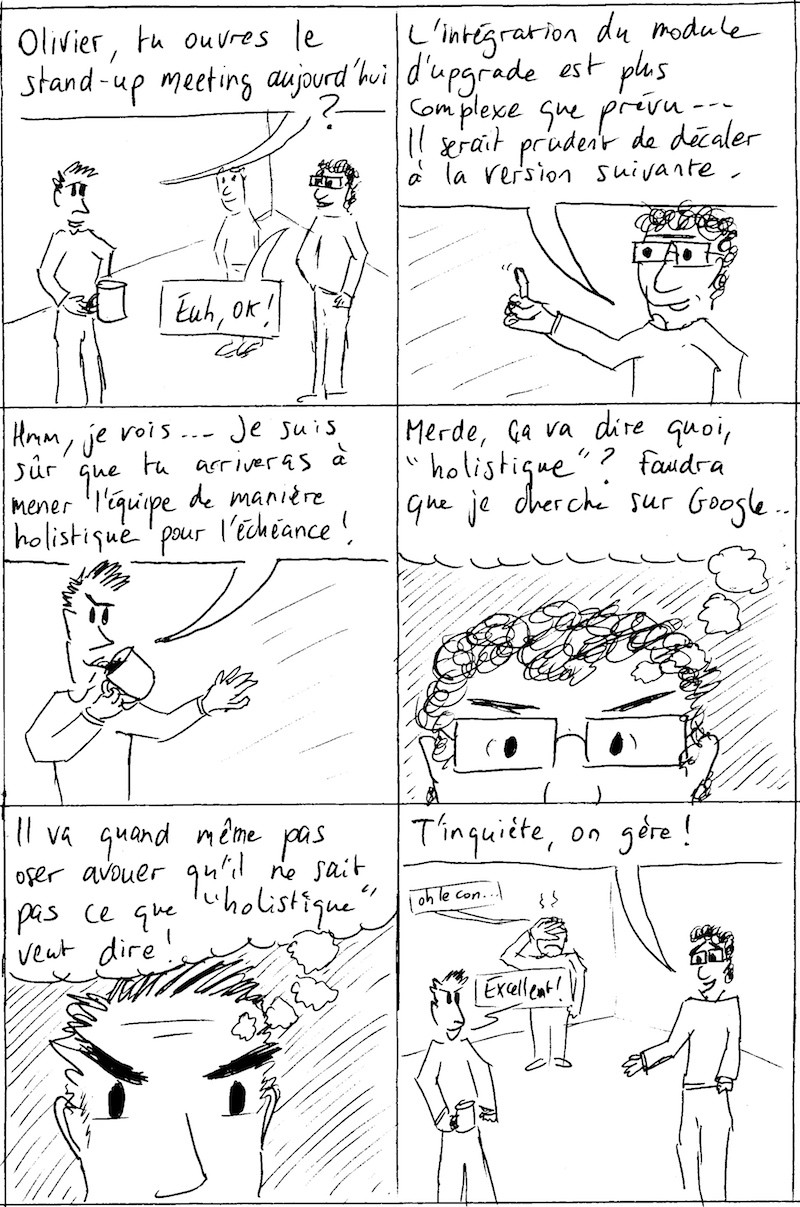 Olivier, tu ouvres le
stand-up meeting aujourd'hui
?
Euh, OK!
L'intégration du module
d'upgrade est plus
complexe que prévu ---
Il serait prudent de décaler
à la version suivante.
Hmm, je vois --- Je suis
sûr que tu arriveras à
mener l'équipe de manière
holistique pour l'échéance!
Merde, Ça va dire quoi,
"holistique"? Faudra
que je cherche sur Google..
Il va quand même pas
oser avouer qu'il ne sait
pas ce que "holistique"
veut dire!
T'inquiéte, on gère!
oh le con...
Excellent!